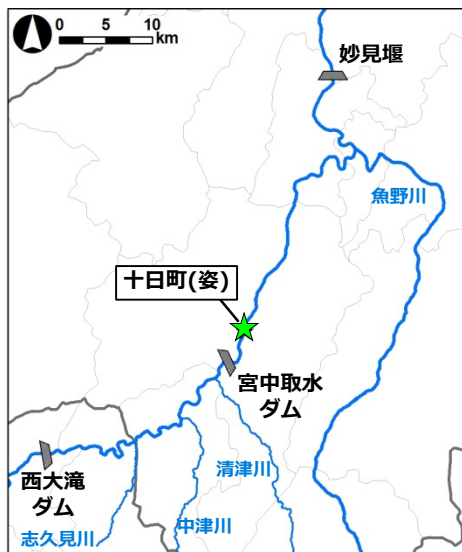 0 5 10
km
妙見堰
魚野川
十日町(姿)
宮中取水
ダム
清津川
西大滝
ダム
中津川
志久見川